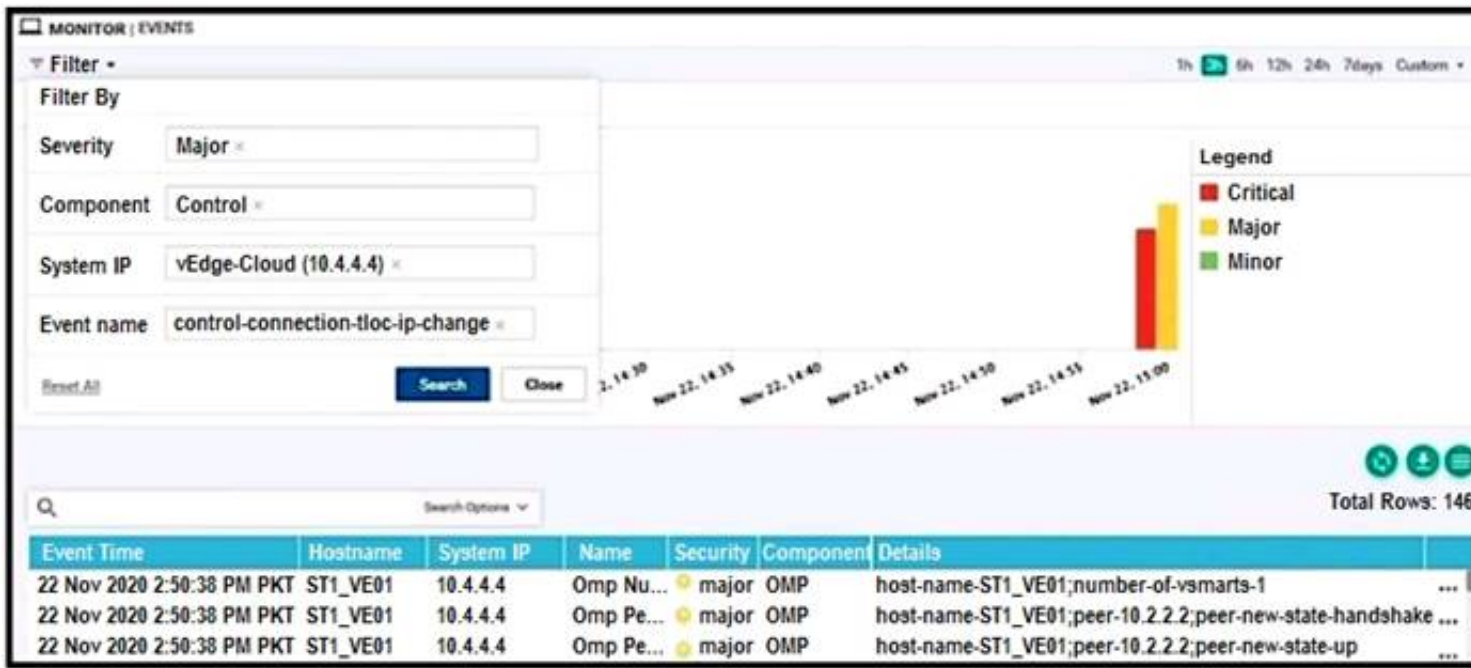 MONITOR | EVENTS
Filter
1h 3h 6h 12h 24h 7days Custom
Filter By
Severity Major ×
Component Control ×
System IP vEdge-Cloud (10.4.4.4) ×
Event name control-connection-tloc-ip-change ×
Reset All Search Close
Legend
Critical
Major
Minor
2, 14:30 Nov 22, 14:35 Nov 22, 14:40 Nov 22, 14:45 Nov 22, 14:50 Nov 22, 14:55 Nov 22, 15:00
Search Options
Total Rows: 146
Event Time Hostname System IP Name Security Component Details
22 Nov 2020 2:50:38 PM PKT ST1_VE01 10.4.4.4 Omp Nu... major OMP host-name-ST1_VE01;number-of-vsmarts-1 ...
22 Nov 2020 2:50:38 PM PKT ST1_VE01 10.4.4.4 Omp Pe... major OMP host-name-ST1_VE01;peer-10.2.2.2;peer-new-state-handshake ...
22 Nov 2020 2:50:38 PM PKT ST1_VE01 10.4.4.4 Omp Pe... major OMP host-name-ST1_VE01;peer-10.2.2.2;peer-new-state-up ...